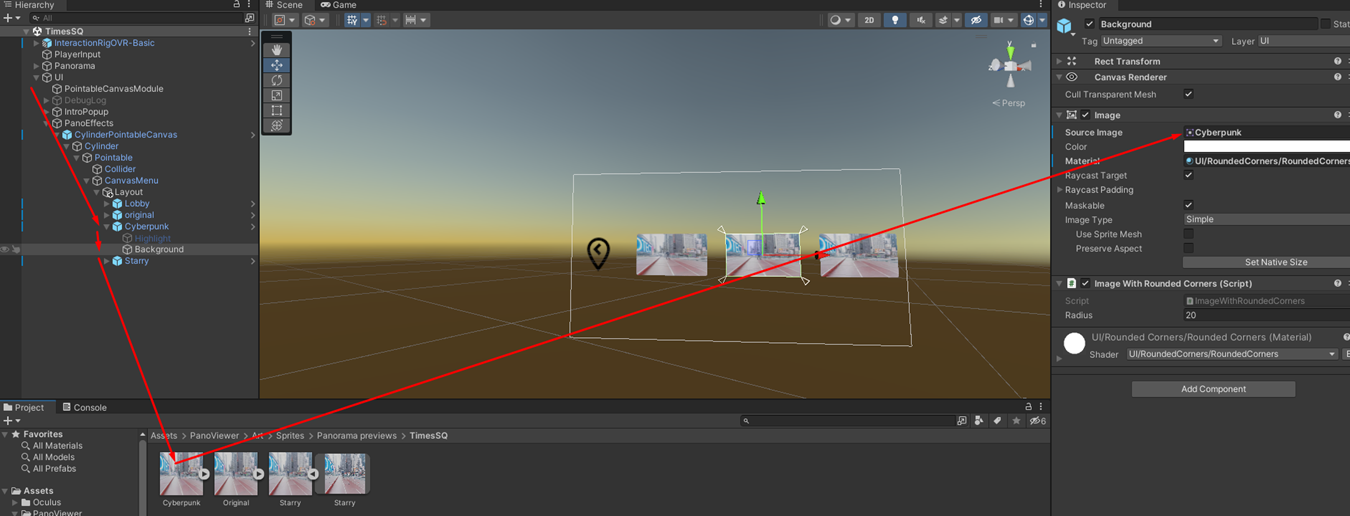 Hierarchy
All
TimesSQ
InteractionRigOVR-Basic
PlayerInput
Panorama
UI
PointableCanvasModule
DebugLog
IntroPopup
PanoEffects
CylinderPointableCanvas
Cylinder
Pointable
Collider
CanvasMenu
Layout
Lobby
original
Cyberpunk
Highlight
Background
Starry
Scene
Game
2D
y
Persp
Inspector
Background
Stat
Tag Untagged
Layer UI
Rect Transform
Canvas Renderer
Cull Transparent Mesh
Image
Source Image
Cyberpunk
Color
Material
UI/RoundedCorners/RoundedCorners
Raycast Target
Raycast Padding
Maskable
Image Type
Simple
Use Sprite Mesh
Preserve Aspect
Set Native Size
Image With Rounded Corners (Script)
Script
ImageWithRoundedCorners
Radius
20
UI/Rounded Corners/Rounded Corners (Material)
Shader
UI/RoundedCorners/RoundedCorners
E
Add Component
Project
Console
6
Favorites
All Materials
All Models
All Prefabs
Assets
Oculus
PanoViewer
Assets > PanoViewer > Art > Sprites > Panorama previews > TimesSQ
Cyberpunk
Original
Starry
Starry